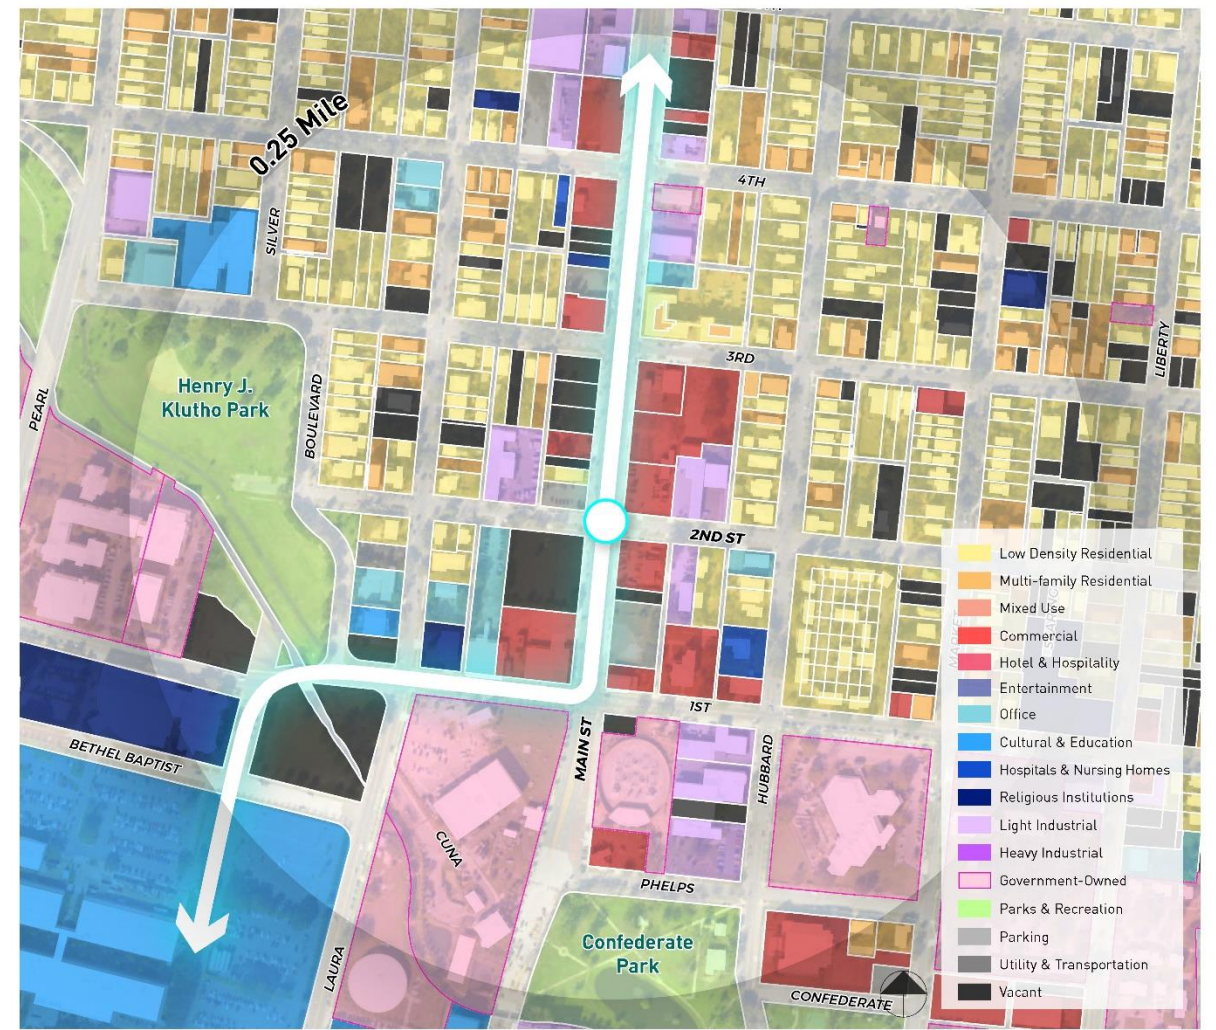 0.25 Mile
4TH
SILVER
3RD
LIBERTY
Henry J.
Klutho Park
PEARL
BOULEVARD
2ND ST
1ST
MAIN ST
BETHEL BAPTIST
HUBBARD
CUNA
PHELPS
LAURA
Confederate
Park
CONFEDERATE
MARKET
Low Density Residential
Multi-family Residential
Mixed Use
Commercial
Hotel & Hospitality
Entertainment
Office
Cultural & Education
Hospitals & Nursing Homes
Religious Institutions
Light Industrial
Heavy Industrial
Government-Owned
Parks & Recreation
Parking
Utility & Transportation
Vacant